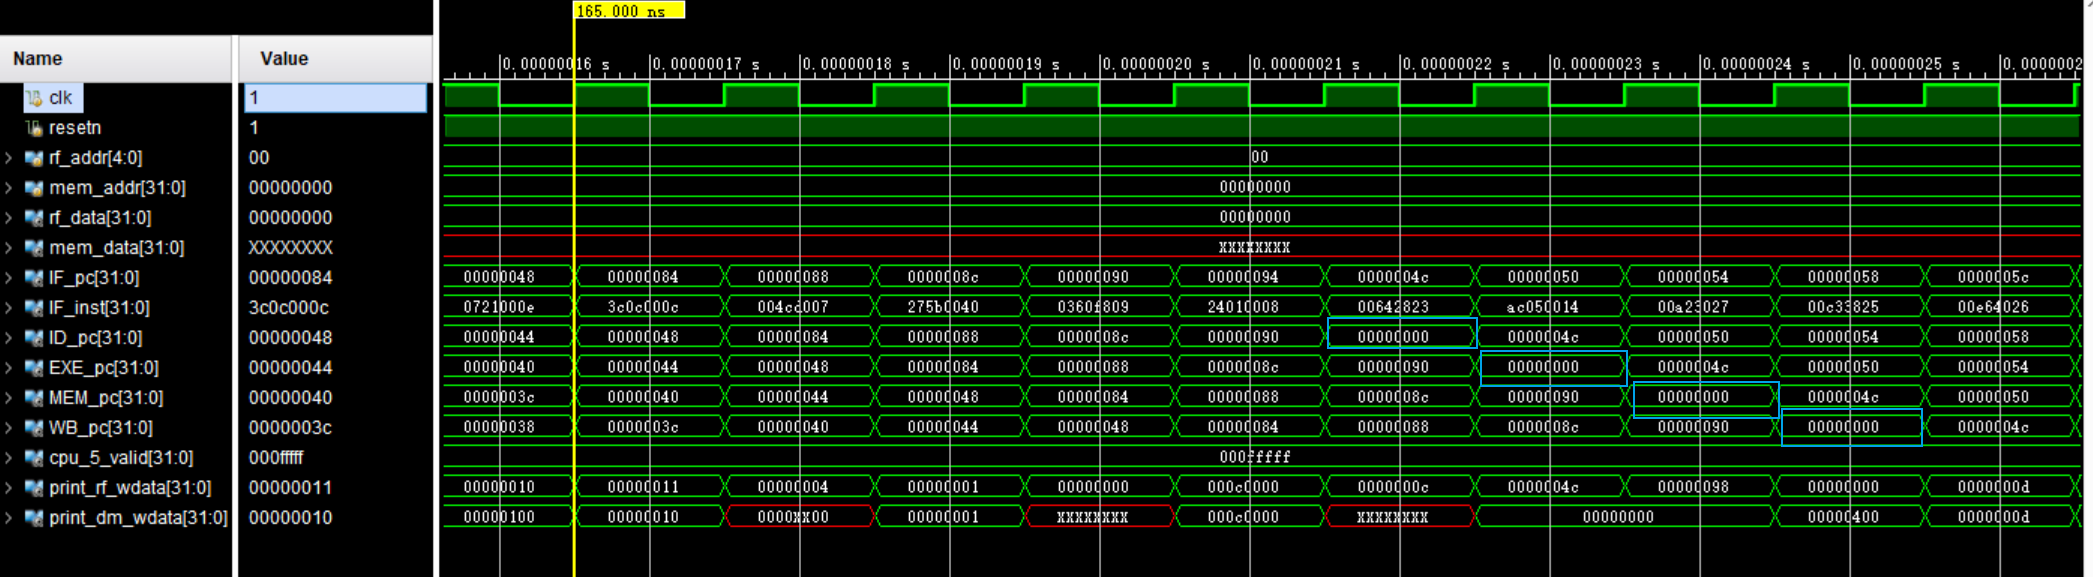 165.000 ns
Name Value
0.00000016 s 0.00000017 s 0.00000018 s 0.00000019 s 0.00000020 s 0.00000021 s 0.00000022 s 0.00000023 s 0.00000024 s 0.00000025 s 0.0000002
clk 1
resetn 1
rf_addr[4:0] 00 00
mem_addr[31:0] 00000000 00000000
rf_data[31:0] 00000000 00000000
mem_data[31:0] XXXXXXXX XXXXXXXX
IF_pc[31:0] 00000084 00000048 00000084 00000088 0000008c 00000090 00000094 0000004c 00000050 00000054 00000058 0000005c
IF_inst[31:0] 3c0c000c 0721000e 3c0c000c 004cd007 275b0040 0360f809 24010008 00642823 ac050014 00a23027 00c33825 00e64026
ID_pc[31:0] 00000048 00000044 00000048 00000084 00000088 0000008c 00000090 00000000 0000004c 00000050 00000054 00000058
EXE_pc[31:0] 00000044 00000040 00000044 00000048 00000084 00000088 0000008c 00000090 00000000 0000004c 00000050 00000054
MEM_pc[31:0] 00000040 0000003c 00000040 00000044 00000048 00000084 00000088 0000008c 00000090 00000000 0000004c 00000050
WB_pc[31:0] 0000003c 00000038 0000003c 00000040 00000044 00000048 00000084 00000088 0000008c 00000090 00000000 0000004c
cpu_5_valid[31:0] 000fffff 000fffff
print_rf_wdata[31:0] 00000011 00000010 00000011 00000004 00000001 00000000 000c0000 0000000c 0000004c 00000098 00000000 0000000d
print_dm_wdata[31:0] 00000010 00000100 00000010 0000XX00 00000001 XXXXXXXX 000c0000 XXXXXXXX 00000000 00000400 0000000d